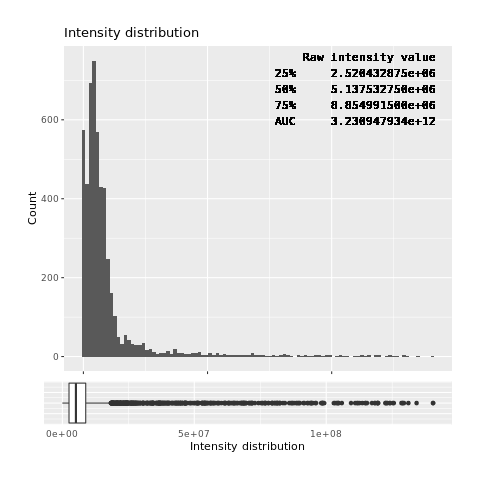 Intensity distribution
Raw intensity value
25% 2.520432875e+06
50% 5.137532750e+06
75% 8.854991500e+06
AUC 3.230947934e+12
600
400
200
0
Count
0e+00 5e+07 1e+08
Intensity distribution